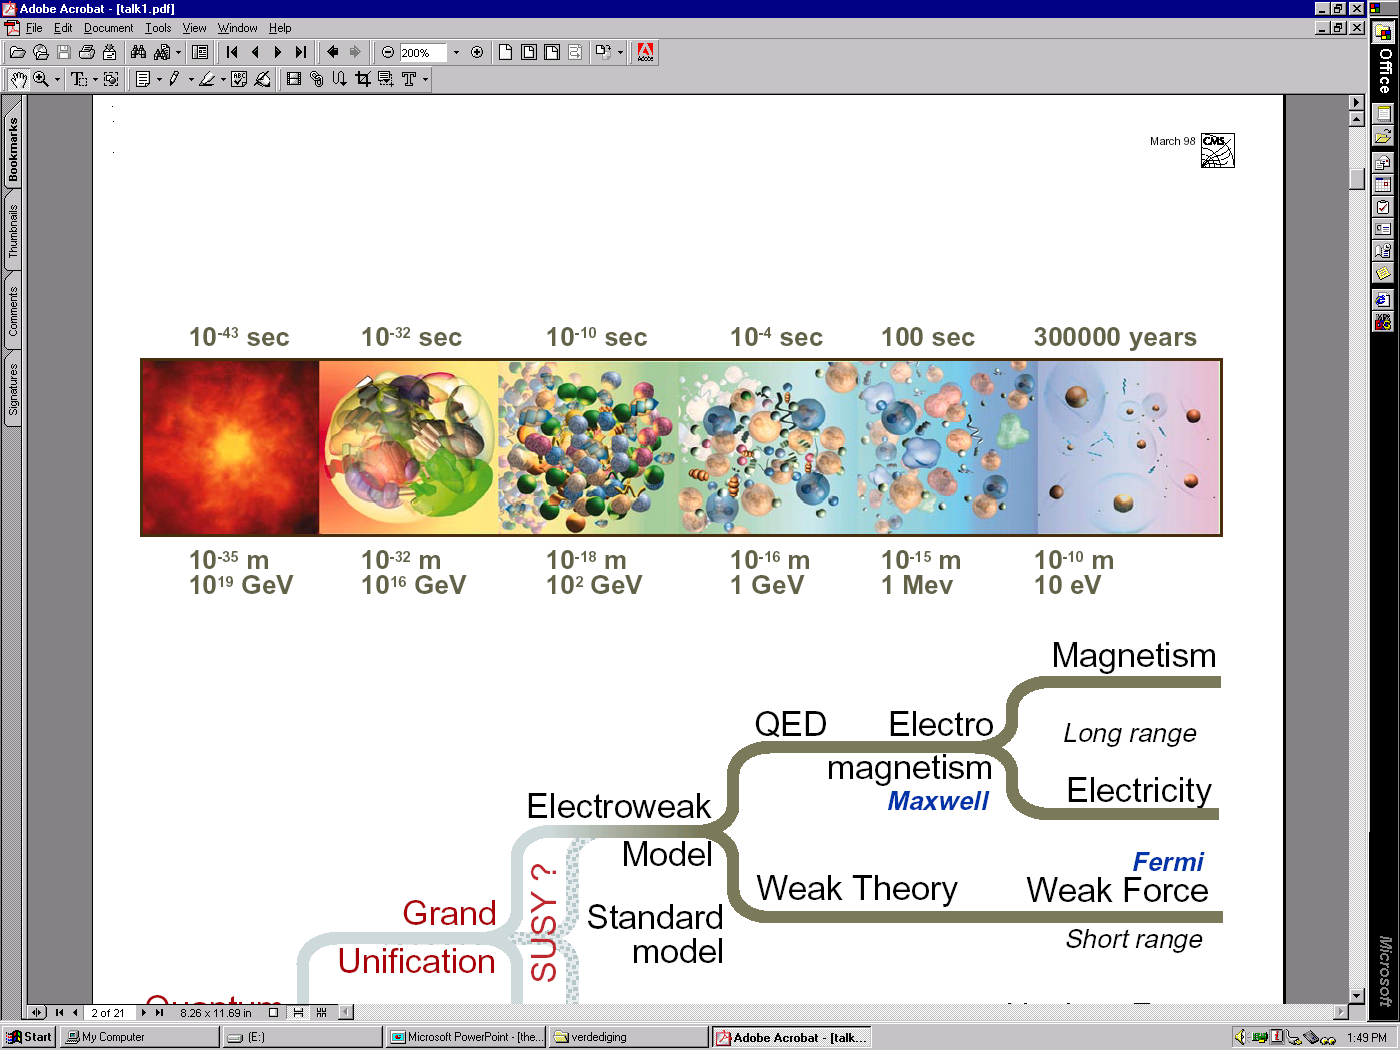 Adobe Acrobat - [talk1.pdf]
File Edit Document Tools View Window Help
200%
Adobe
Office
Bookmarks
Thumbnails
Comments
Signatures
March 98
CMS
10-43 sec 10-32 sec 10-10 sec 10-4 sec 100 sec 300000 years
10-35 m 10-32 m 10-18 m 10-16 m 10-15 m 10-10 m
1019 GeV 1016 GeV 102 GeV 1 GeV 1 Mev 10 eV
Magnetism
QED Electro
Long range
magnetism
Maxwell
Electricity
Electroweak
Model
Fermi
Weak Theory Weak Force
Short range
SUSY ?
Grand
Unification
Standard
model
Quantum
Microsoft
2 of 21 8.26 x 11.69 in
Start My Computer (E:) Microsoft PowerPoint - [the... verdediging Adobe Acrobat - [talk... 1:49 PM